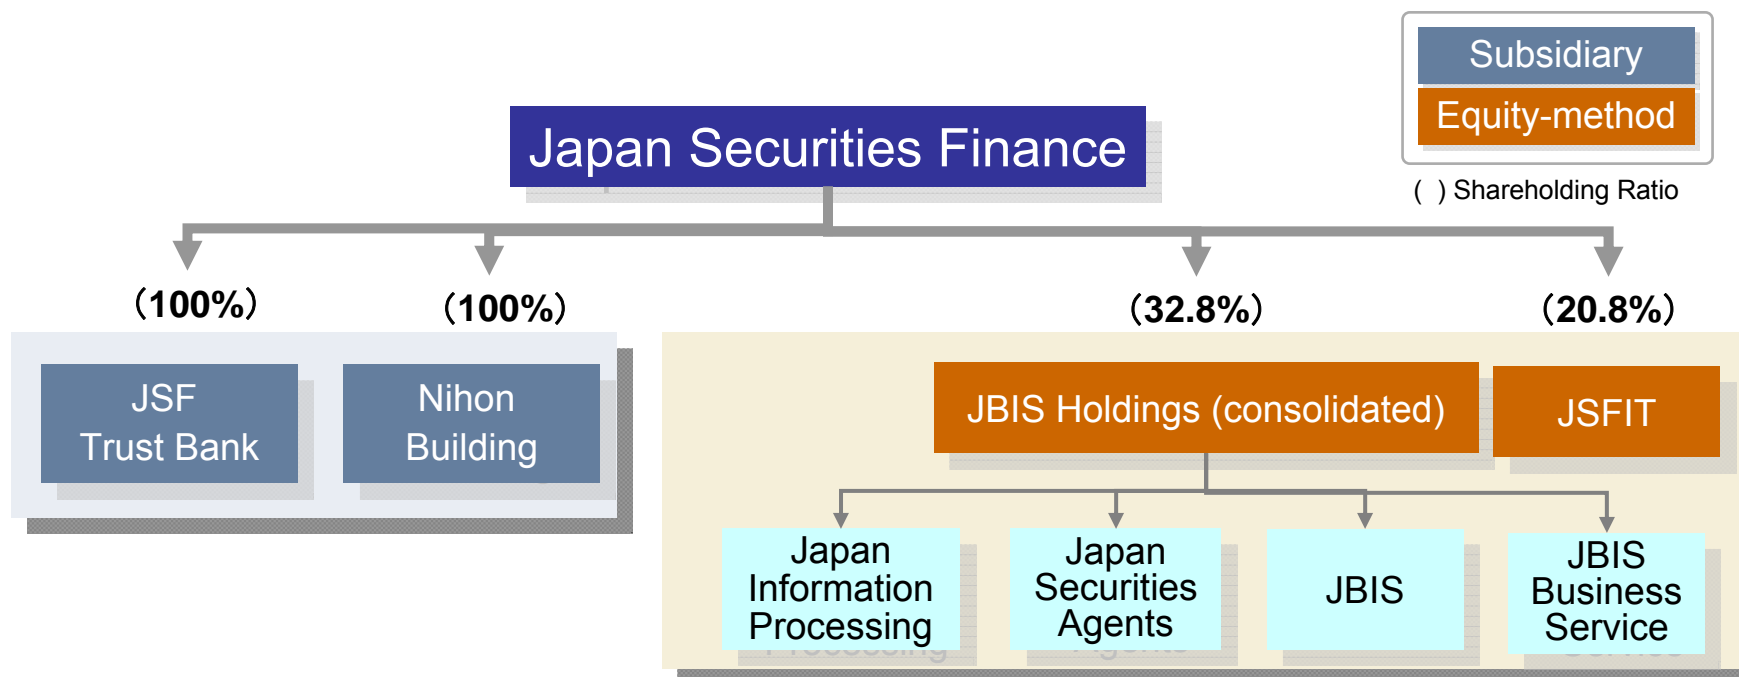 Subsidiary
Equity-method
( ) Shareholding Ratio
Japan Securities Finance
(100%)
(100%)
(32.8%)
(20.8%)
JSF
Trust Bank
Nihon
Building
JBIS Holdings (consolidated)
JSFIT
Japan
Information
Processing
Japan
Securities
Agents
JBIS
JBIS
Business
Service